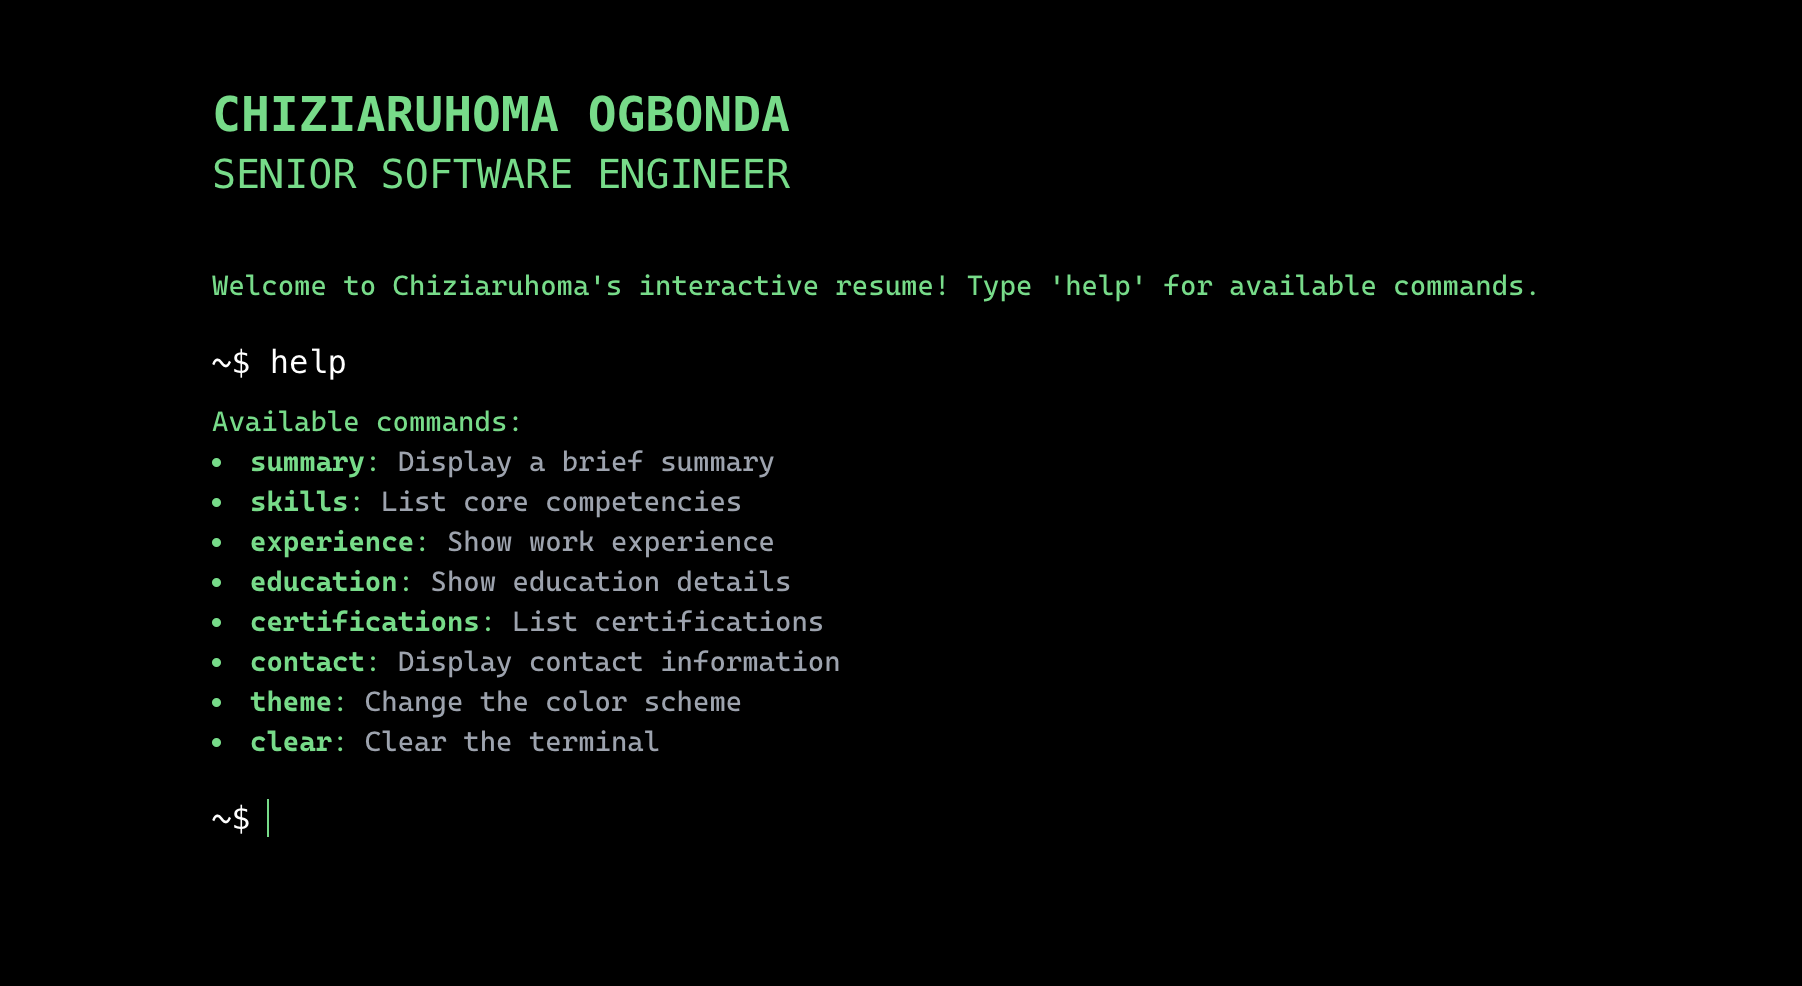 CHIZIARUHOMA OGBONDA
SENIOR SOFTWARE ENGINEER
Welcome to Chiziaruhoma's interactive resume! Type 'help' for available commands.
~$ help
Available commands:
• summary: Display a brief summary
• skills: List core competencies
• experience: Show work experience
• education: Show education details
• certifications: List certifications
• contact: Display contact information
• theme: Change the color scheme
• clear: Clear the terminal
~$